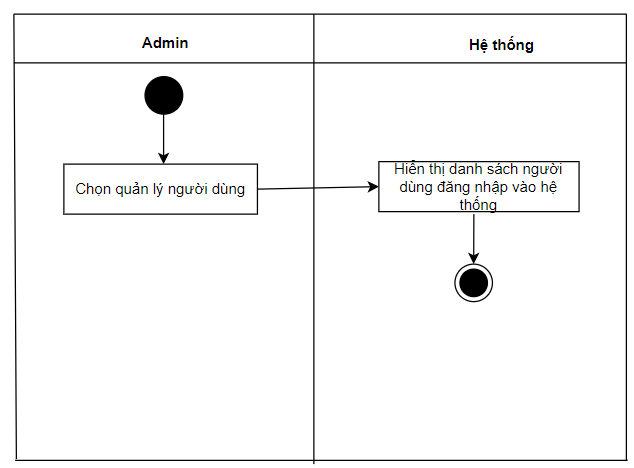 Admin
Hệ thống
Chọn quản lý người dùng
Hiển thị danh sách người
dùng đăng nhập vào hệ
thống